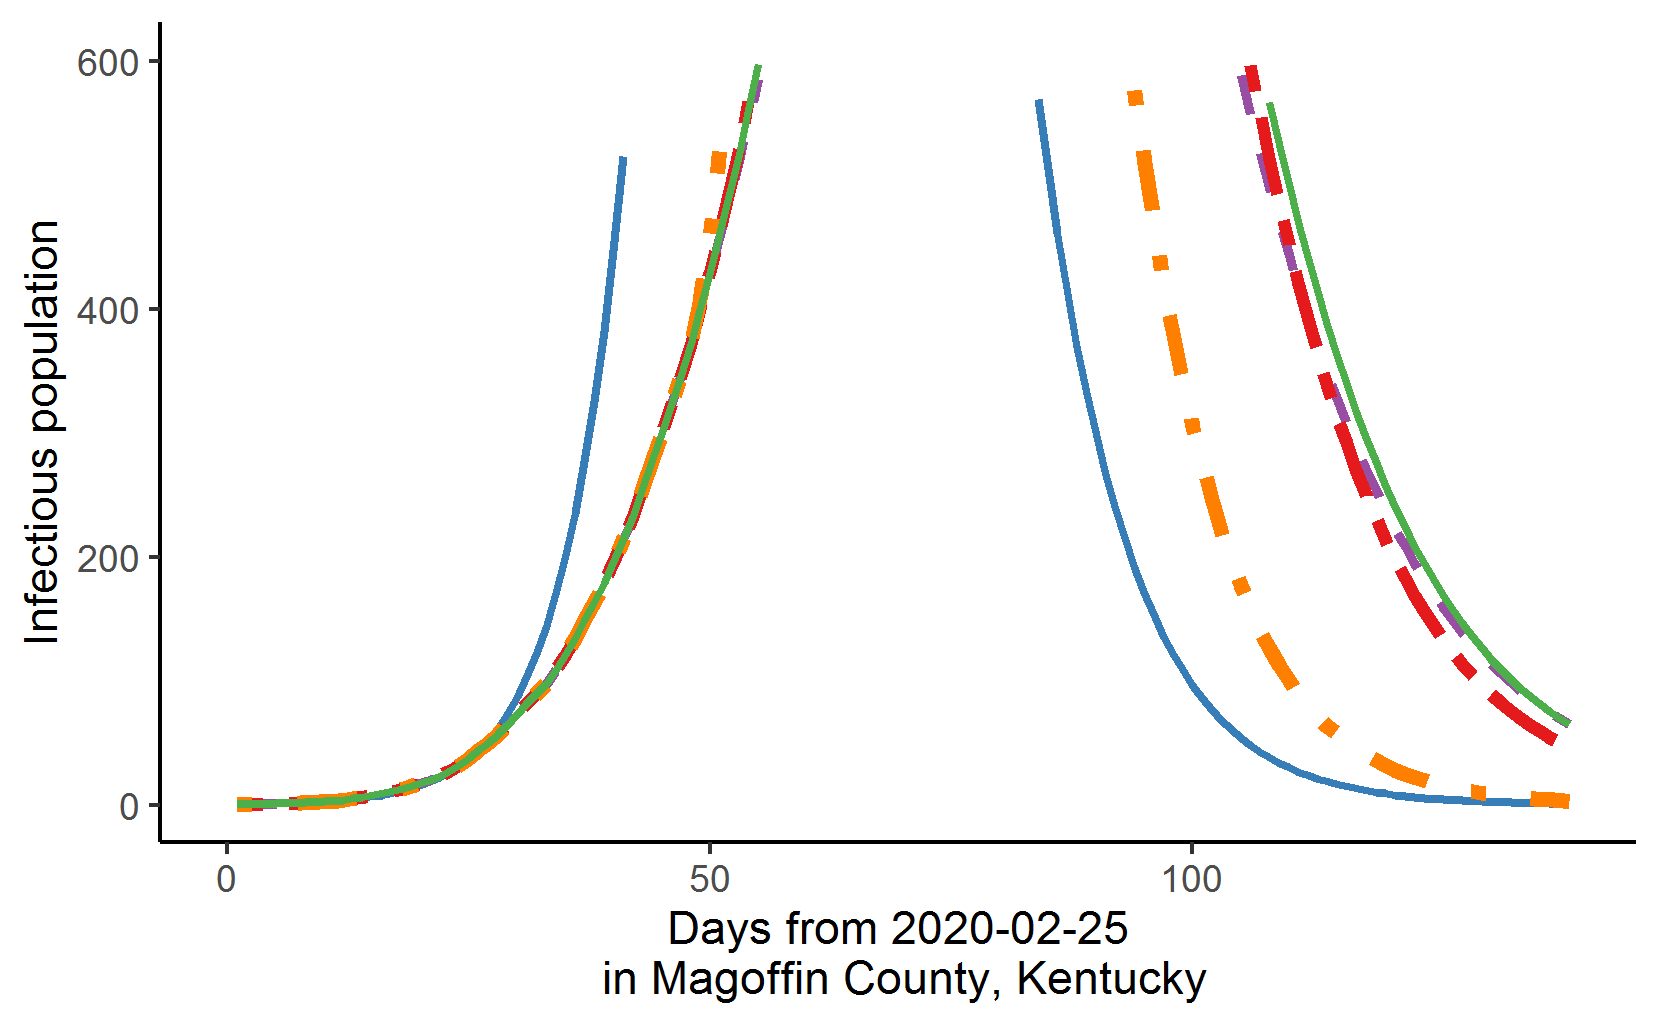 Infectious population
600
400
200
0
0 50 100
Days from 2020-02-25
in Magoffin County, Kentucky